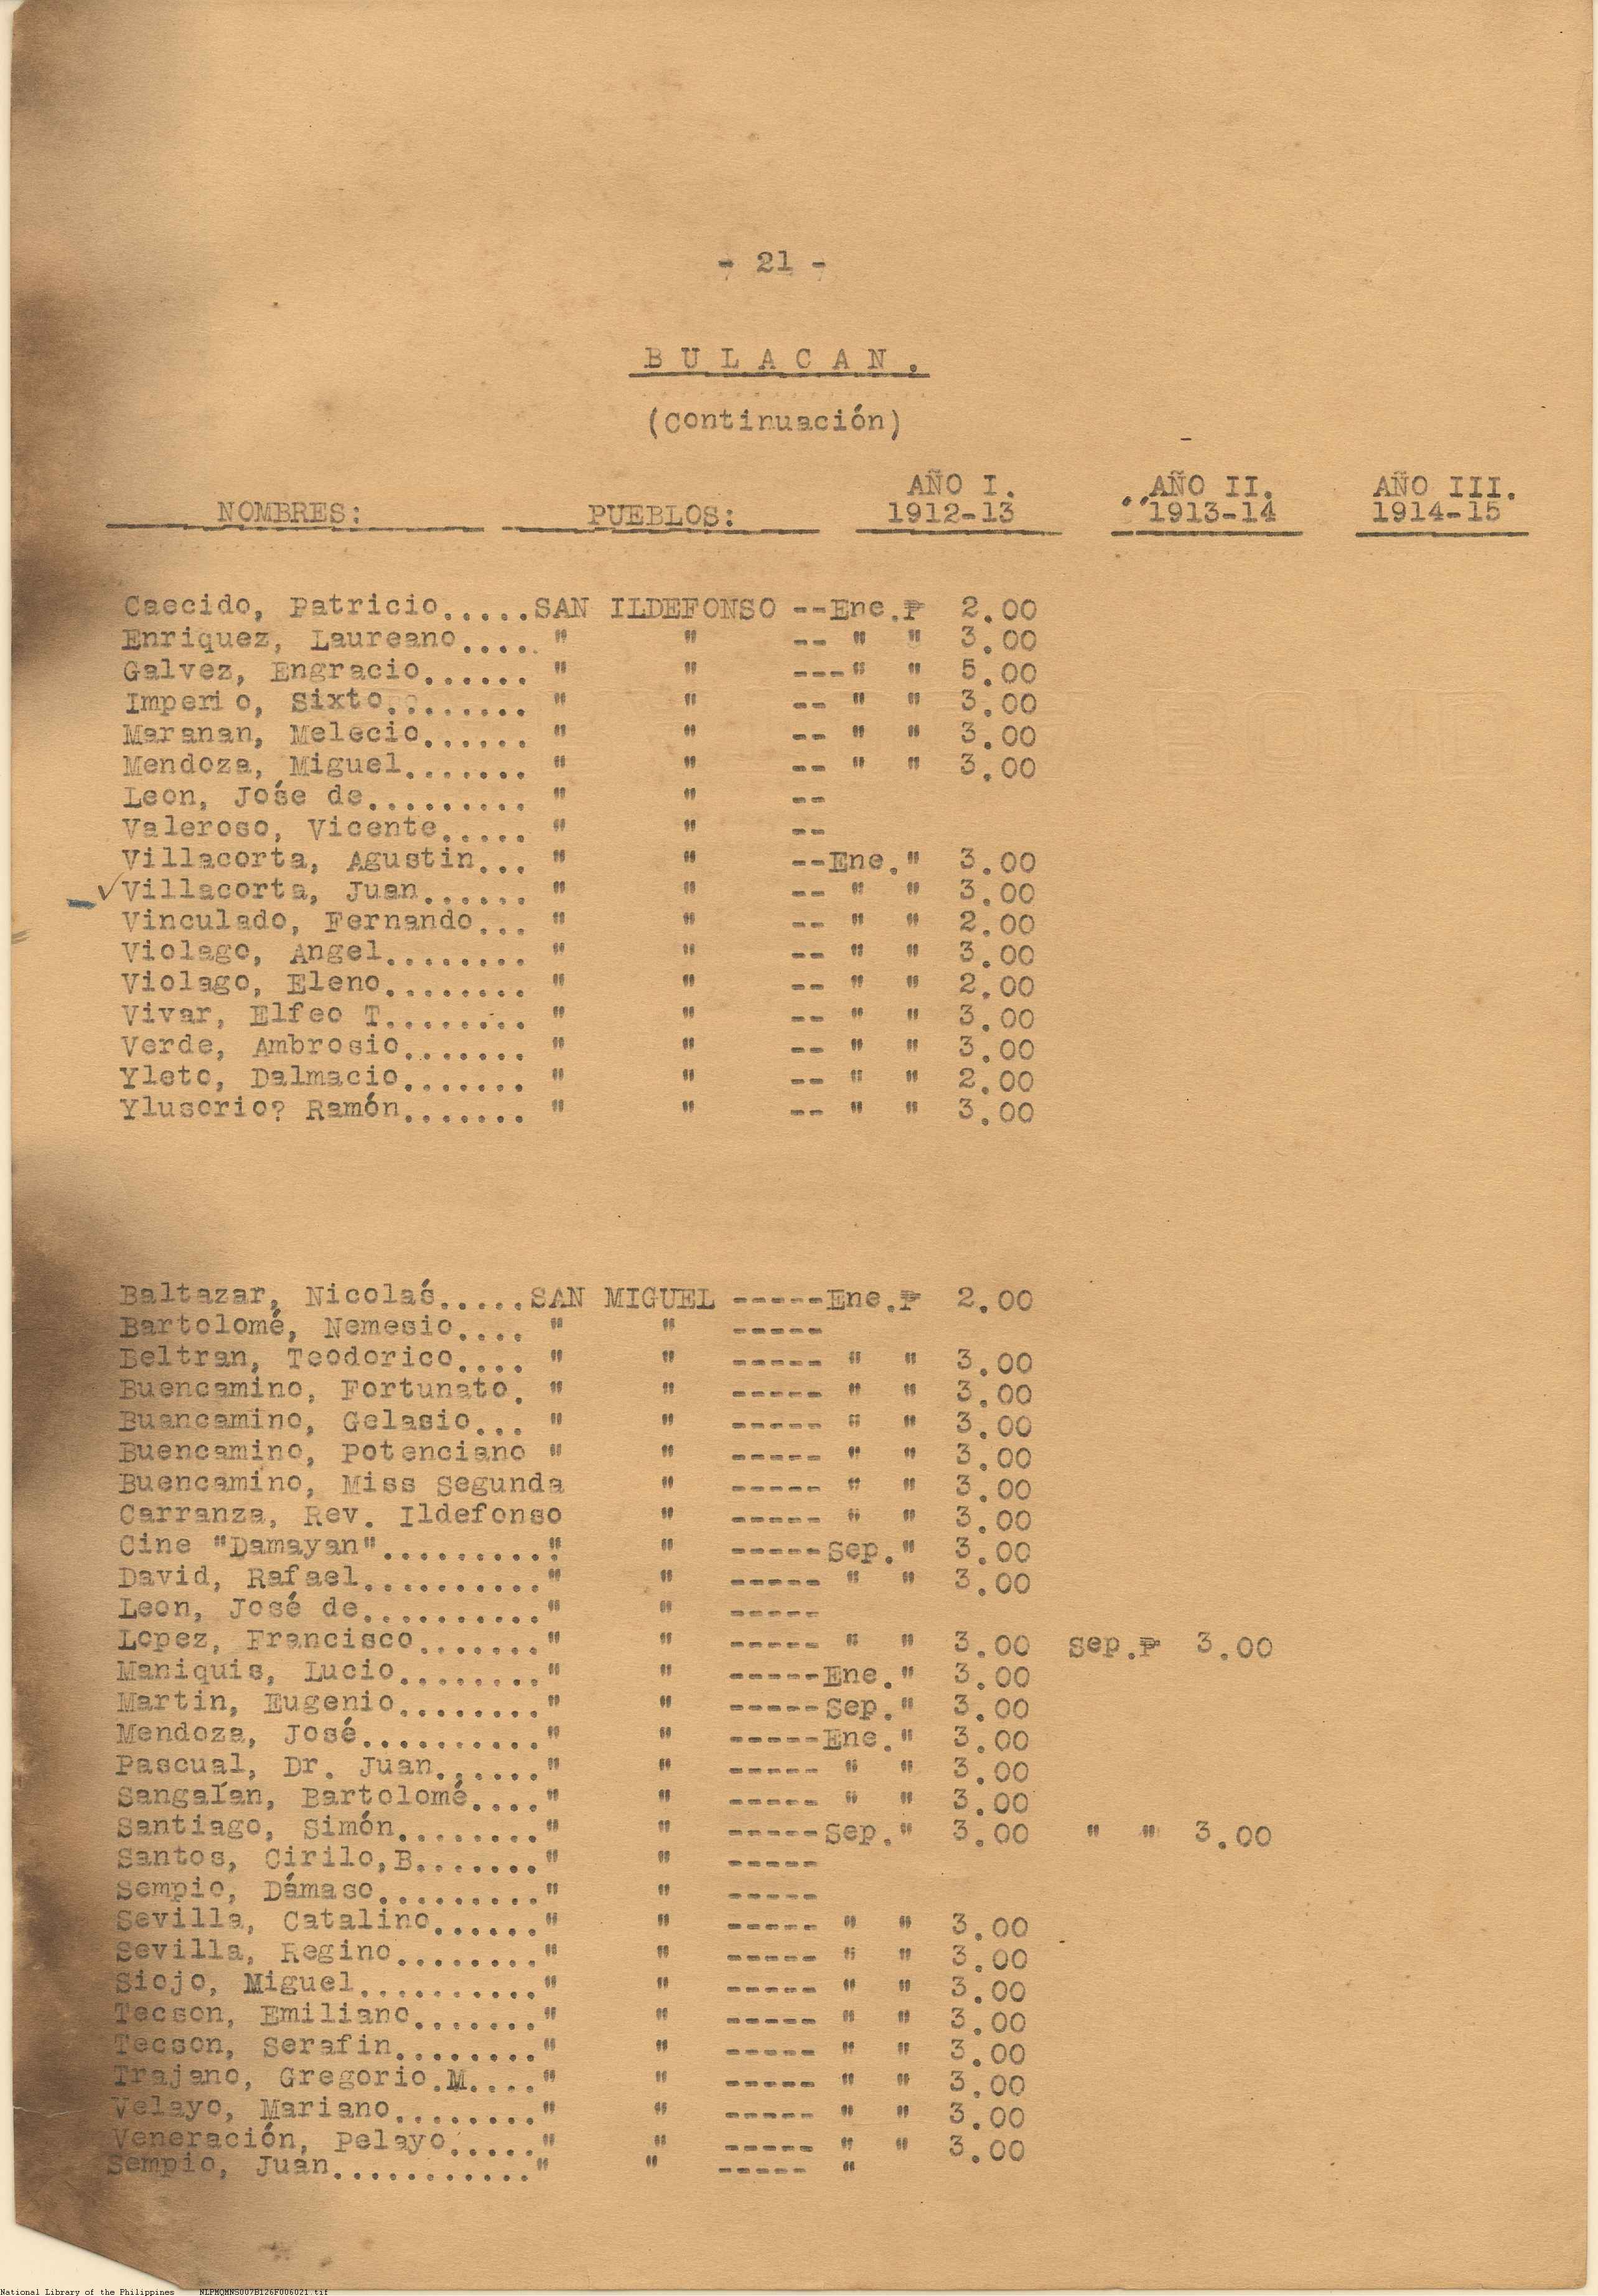 - 21 -
B U L A C A N .
(Continuación)
NOMBRES: PUEBLOS: AÑO I. 1912-13 AÑO II. 1913-14 AÑO III. 1914-15
Caecido, Patricio.....SAN ILDEFONSO --Ene.₱ 2.00
Enriquez, Laureano.... " " -- " " 3.00
Galvez, Engracio...... " " ---" " 5.00
Imperio, Sixto........ " " -- " " 3.00
Maranan, Melecio...... " " -- " " 3.00
Mendoza, Miguel....... " " -- " " 3.00
Leon, Jośe de......... " " --
Valeroso, Vicente..... " " --
Villacorta, Agustin... " " --Ene." 3.00
✓Villacorta, Juan...... " " -- " " 3.00
Vinculado, Fernando... " " -- " " 2.00
Violago, Angel........ " " -- " " 3.00
Violago, Eleno........ " " -- " " 2.00
Vivar, Elfeo T........ " " -- " " 3.00
Verde, Ambrosio....... " " -- " " 3.00
Yleto, Dalmacio....... " " -- " " 2.00
Ylusorio? Ramón....... " " -- " " 3.00
Baltazar, Nicolaś.....SAN MIGUEL -----Ene.₱ 2.00
Bartolomé, Nemesio.... " " -----
Beltran, Teodorico.... " " ----- " " 3.00
Buencamino, Fortunato. " " ----- " " 3.00
Buancamino, Gelasio... " " ----- " " 3.00
Buencamino, Potenciano " " ----- " " 3.00
Buencamino, Miss Segunda " ----- " " 3.00
Carranza, Rev. Ildefonso " ----- " " 3.00
Cine "Damayan".........." " -----Sep." 3.00
David, Rafael.........." " ----- " " 3.00
Leon, José de.........." " -----
Lopez, Francisco......." " ----- " " 3.00 Sep.₱ 3.00
Maniquis, Lucio........" " -----Ene." 3.00
Martin, Eugenio........" " -----Sep." 3.00
Mendoza, José.........." " -----Ene." 3.00
Pascual, Dr. Juan......" " ----- " " 3.00
Sangaĺan, Bartolomé...." " ----- " " 3.00
Santiago, Simón........" " -----Sep." 3.00 " " 3.00
Santos, Cirilo,B......." " -----
Sempio, Dámaso........." " -----
Sevilla, Catalino......" " ----- " " 3.00
Sevilla, Regino........" " ----- " " 3.00
Siojo, Miguel.........." " ----- " " 3.00
Tecson, Emiliano......." " ----- " " 3.00
Tecson, Serafin........" " ----- " " 3.00
Trajano, Gregorio.M...." " ----- " " 3.00
Velayo, Mariano........" " ----- " " 3.00
Veneración, Pelayo....." " ----- " " 3.00
Sempio, Juan..........." " ----- "
National Library of the Philippines NLPMQMNS007B126F006021.tif